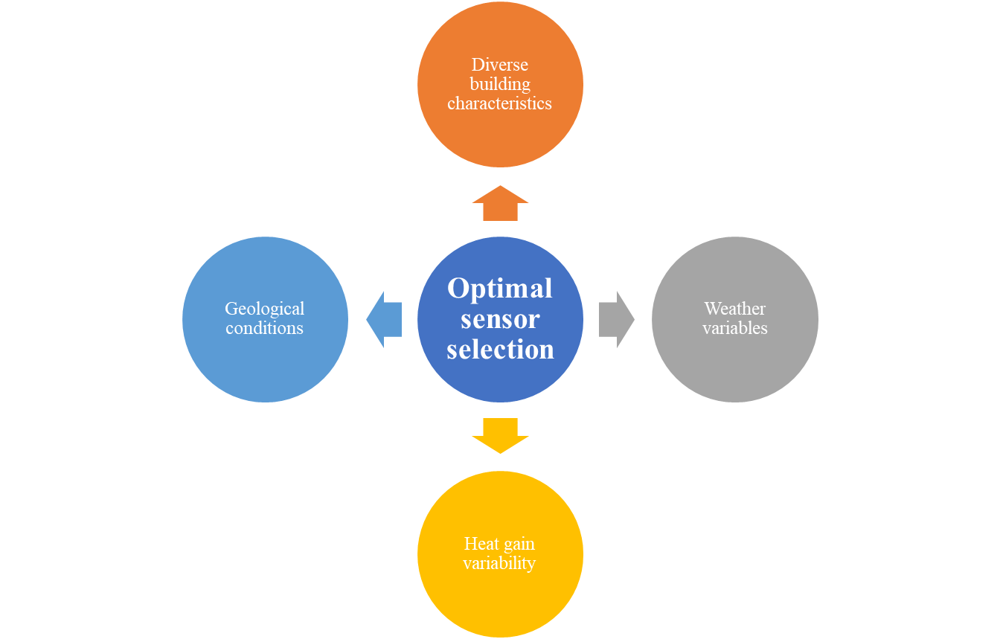 Diverse
building
characteristics
Geological
conditions
Optimal
sensor
selection
Weather
variables
Heat gain
variability